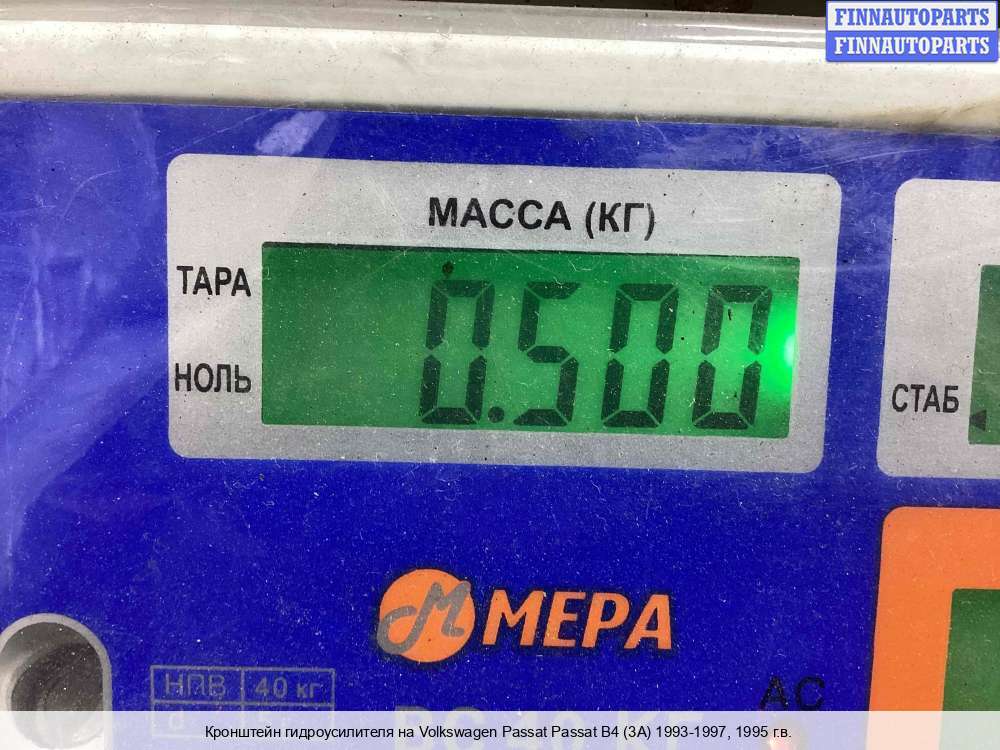 FINNAUTOPARTS
FINNAUTOPARTS
МАССА (КГ)
ТАРА
0.500
НОЛЬ
СТАБ
МЕРА
НПВ 40 кг
d
АС
Кронштейн гидроусилителя на Volkswagen Passat Passat B4 (3A) 1993-1997, 1995 г.в.